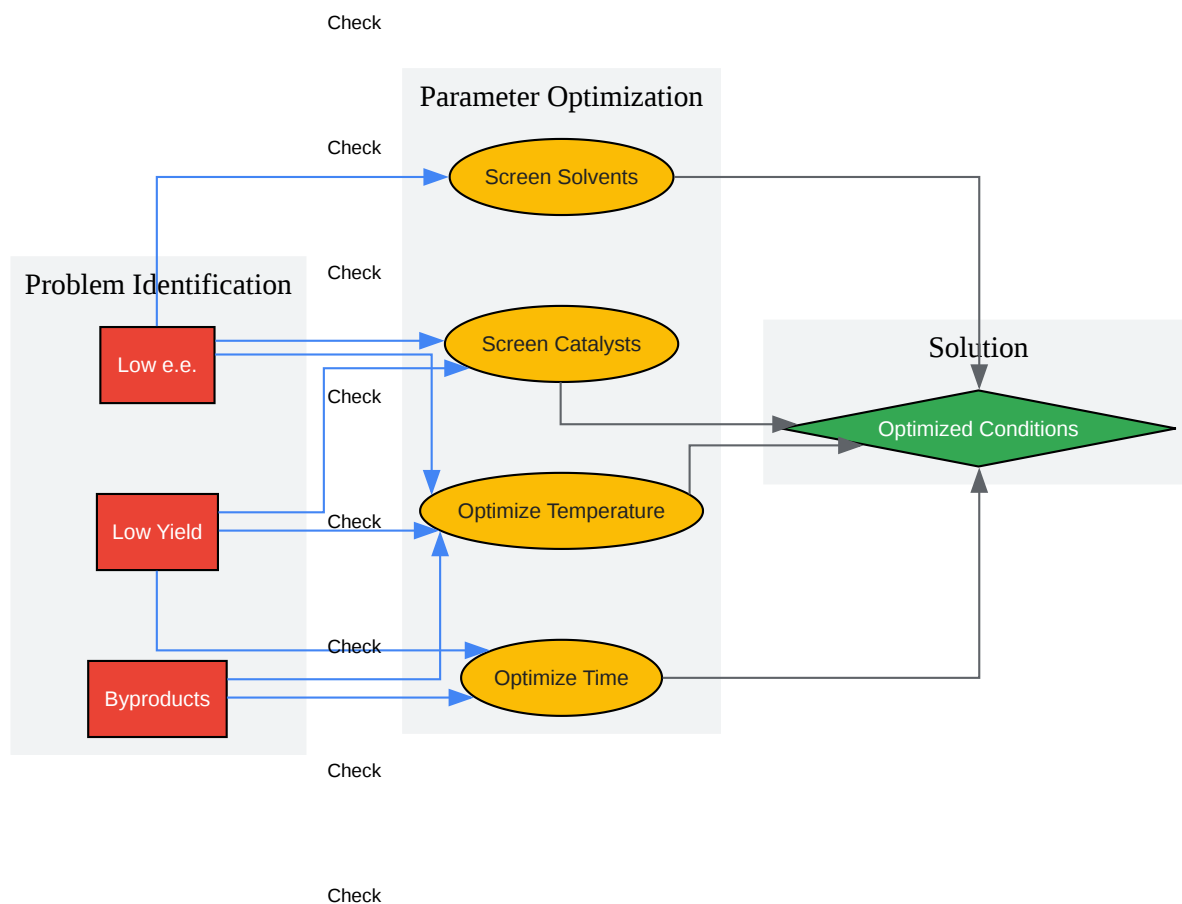 Check
Parameter Optimization
Check
Screen Solvents
Check
Problem Identification
Screen Catalysts
Solution
Low e.e.
Check
Optimized Conditions
Optimize Temperature
Check
Low Yield
Check
Optimize Time
Byproducts
Check
Check